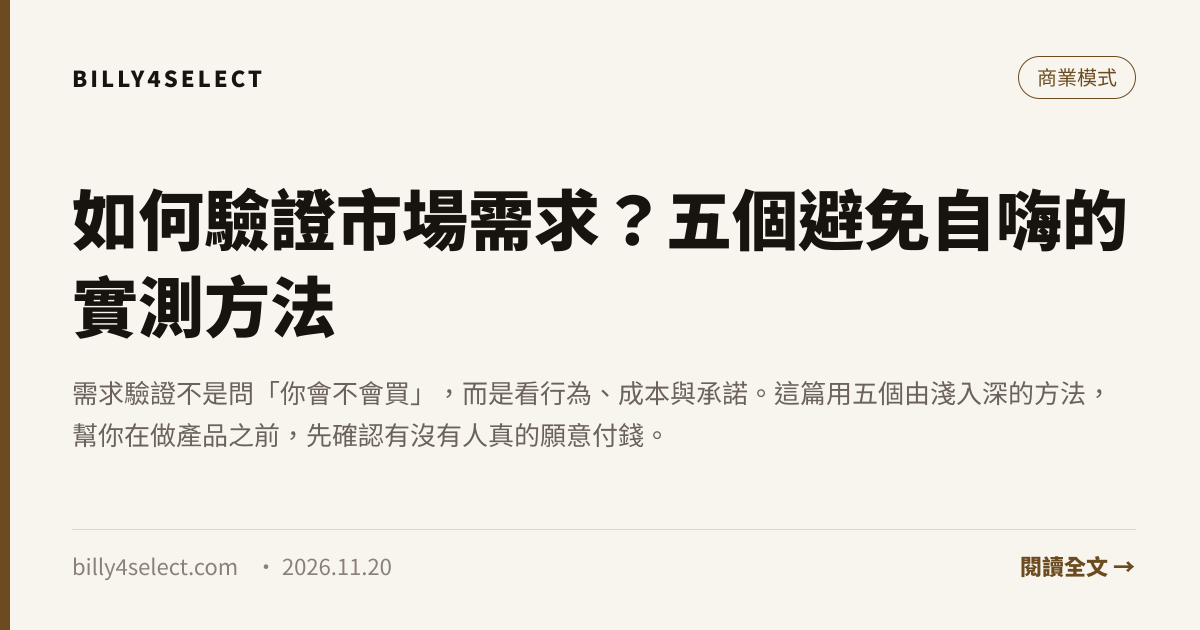 BILLY4SELECT
商業模式
如何驗證市場需求？五個避免自嗨的
實測方法
需求驗證不是問「你會不會買」，而是看行為、成本與承諾。這篇用五個由淺入深的方法，
幫你在做產品之前，先確認有沒有人真的願意付錢。
billy4select.com ・ 2026.11.20
閱讀全文 →